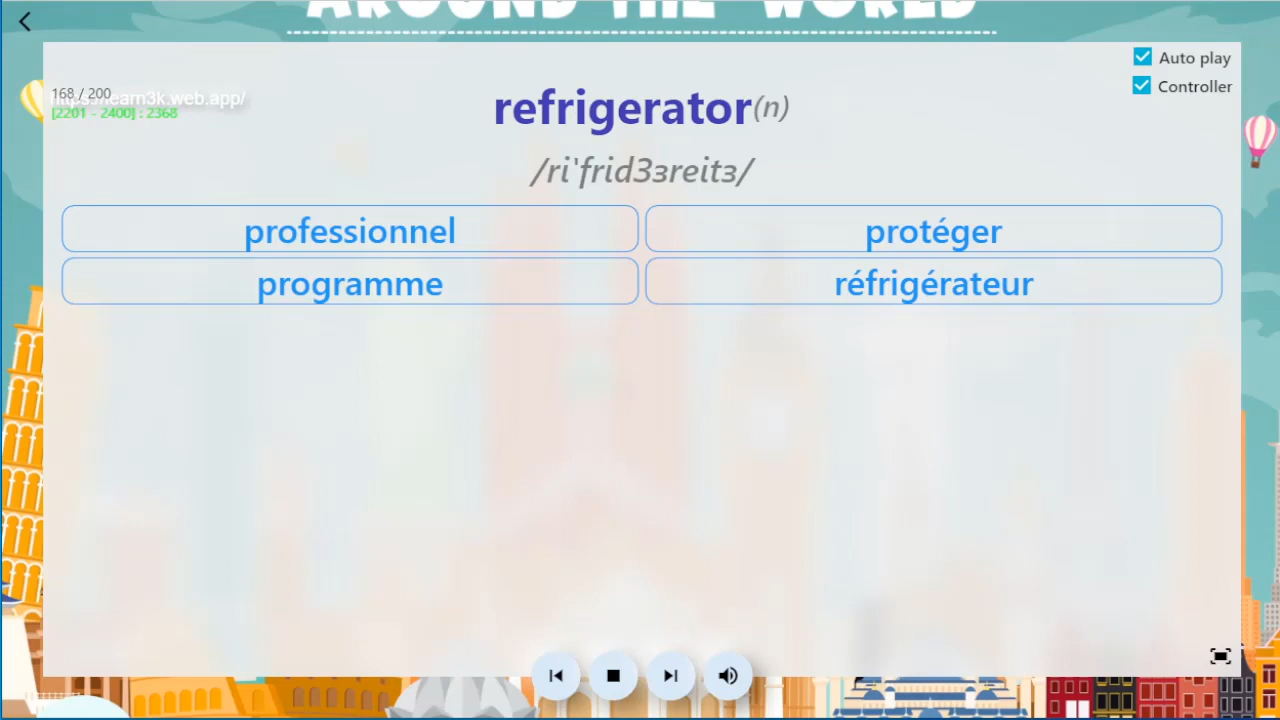 AROUND THE WORLD
Auto play
168 / 200
https://learn3k.web.app/
Controller
[2201 - 2400] : 2368
refrigerator(n)
/ri'frid3ɜreitɜ/
professionnel
protéger
programme
réfrigérateur